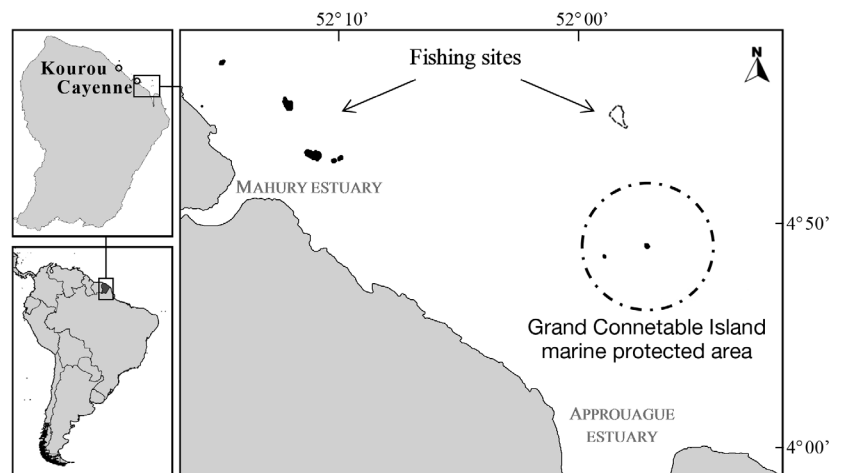 52°10'
52°00'
Fishing sites
N
Kourou
Cayenne
MAHURY ESTUARY
4°50'
Grand Connetable Island
marine protected area
APPROUAGUE
ESTUARY
4°00'